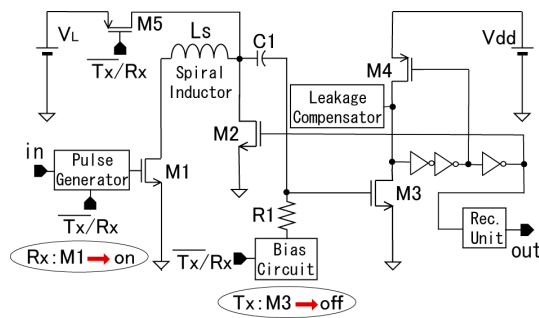 VL
M5
Tx/Rx
Ls
Spiral
Inductor
C1
Vdd
M4
Leakage
Compensator
M2
in
Pulse
Generator
M1
Tx/Rx
M3
R1
Rec.
Unit
out
Tx/Rx
Bias
Circuit
Rx:M1→on
Tx:M3→off